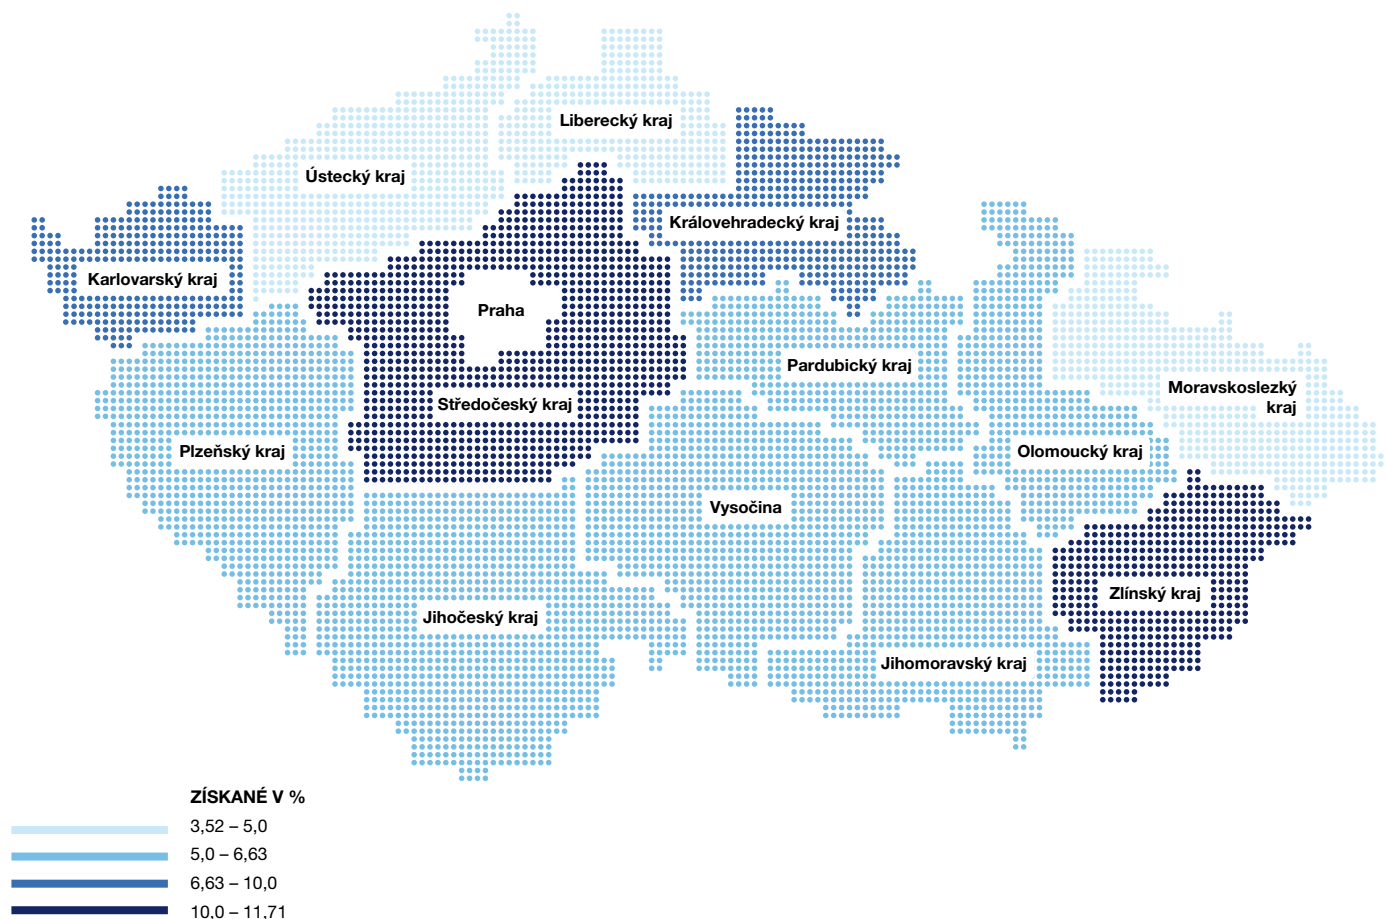 Liberecký kraj
Ústecký kraj
Královehradecký kraj
Karlovarský kraj
Praha
Pardubický kraj
Moravskoslezký
kraj
Středočeský kraj
Plzeňský kraj
Olomoucký kraj
Vysočina
Zlínský kraj
Jihočeský kraj
Jihomoravský kraj
ZÍSKANÉ V %
3,52 – 5,0
5,0 – 6,63
6,63 – 10,0
10,0 – 11,71